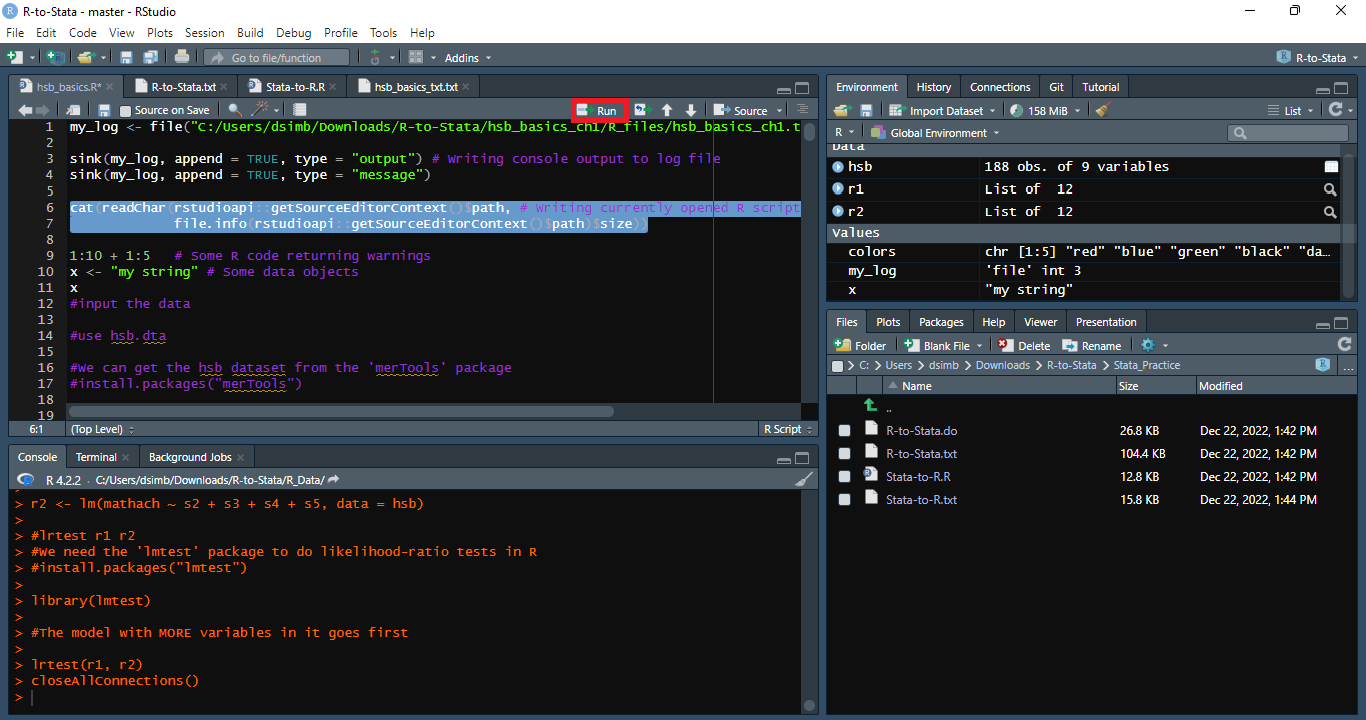 R-to-Stata - master - RStudio
File Edit Code View Plots Session Build Debug Profile Tools Help
Go to file/function Addins R-to-Stata
hsb_basics.R* R-to-Stata.txt Stata-to-R.R hsb_basics_txt.txt
Source on Save Run Source
1 my_log <- file("C:/Users/dsimb/Downloads/R-to-Stata/hsb_basics_ch1/R_files/hsb_basics_ch1.t
2
3 sink(my_log, append = TRUE, type = "output") # Writing console output to log file
4 sink(my_log, append = TRUE, type = "message")
5
6 cat(readChar(rstudioapi::getSourceEditorContext()$path, # Writing currently opened R script
7 file.info(rstudioapi::getSourceEditorContext()$path)$size))
8
9 1:10 + 1:5 # Some R code returning warnings
10 x <- "my string" # Some data objects
11 x
12 #input the data
13
14 #use hsb.dta
15
16 #We can get the hsb dataset from the 'merTools' package
17 #install.packages("merTools")
18
19
6:1 (Top Level) R Script
Console Terminal Background Jobs
R 4.2.2 . C:/Users/dsimb/Downloads/R-to-Stata/R_Data/
> r2 <- lm(mathach ~ s2 + s3 + s4 + s5, data = hsb)
>
> #lrtest r1 r2
> #We need the 'lmtest' package to do likelihood-ratio tests in R
> #install.packages("lmtest")
>
> library(lmtest)
>
> #The model with MORE variables in it goes first
>
> lrtest(r1, r2)
> closeAllConnections()
>
Environment History Connections Git Tutorial
Import Dataset 158 MiB List
R Global Environment
Data
hsb 188 obs. of 9 variables
r1 List of 12
r2 List of 12
Values
colors chr [1:5] "red" "blue" "green" "black" "da…
my_log 'file' int 3
x "my string"
Files Plots Packages Help Viewer Presentation
Folder Blank File Delete Rename
C: > Users > dsimb > Downloads > R-to-Stata > Stata_Practice ...
Name Size Modified
..
R-to-Stata.do 26.8 KB Dec 22, 2022, 1:42 PM
R-to-Stata.txt 104.4 KB Dec 22, 2022, 1:42 PM
Stata-to-R.R 12.8 KB Dec 22, 2022, 1:42 PM
Stata-to-R.txt 15.8 KB Dec 22, 2022, 1:44 PM